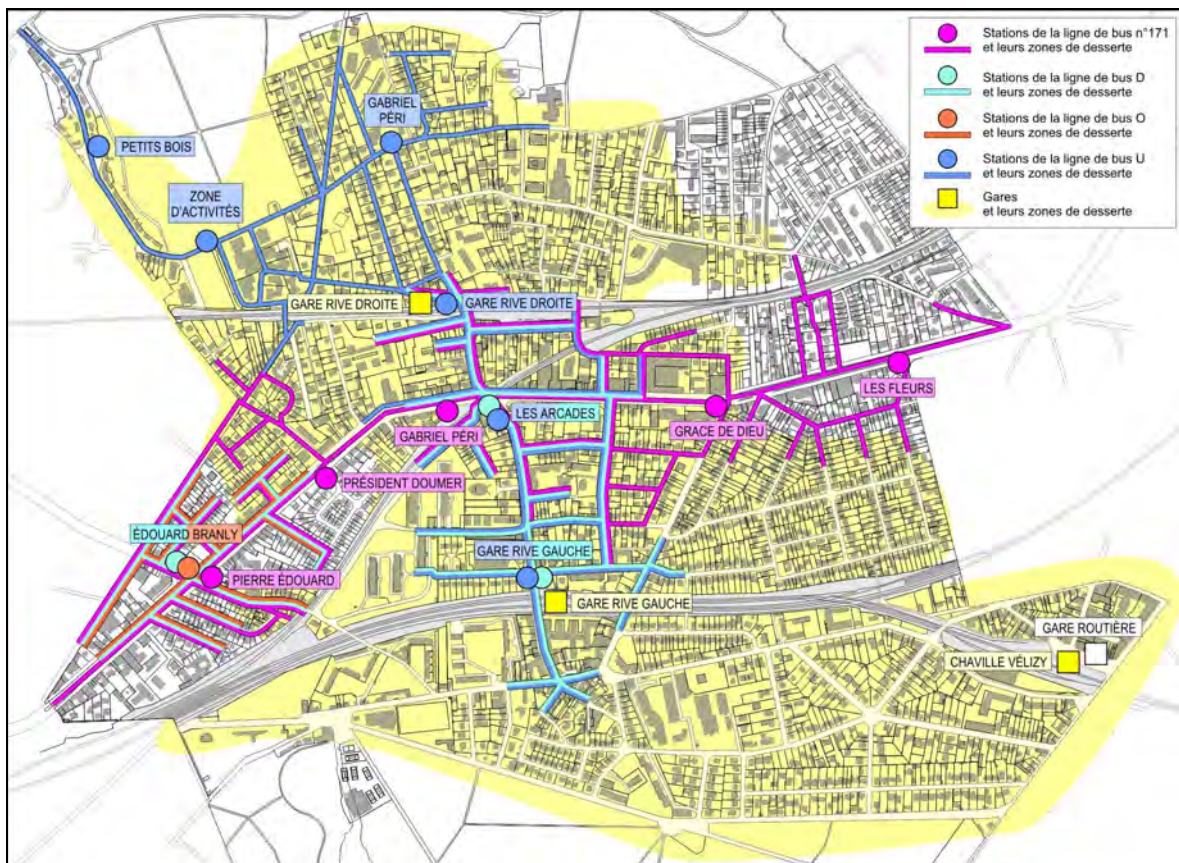 Stations de la ligne de bus n°171
et leurs zones de desserte
Stations de la ligne de bus D
et leurs zones de desserte
Stations de la ligne de bus O
et leurs zones de desserte
Stations de la ligne de bus U
et leurs zones de desserte
Gares
et leurs zones de desserte
GABRIEL
PÉRI
PETITS BOIS
ZONE
D'ACTIVITÉS
GARE RIVE DROITE
GARE RIVE DROITE
LES FLEURS
LES ARCADES
GABRIEL PÉRI
GRACE DE DIEU
PRÉSIDENT DOUMER
ÉDOUARD BRANLY
GARE RIVE GAUCHE
PIERRE ÉDOUARD
GARE RIVE GAUCHE
GARE ROUTIÈRE
CHAVILLE VÉLIZY